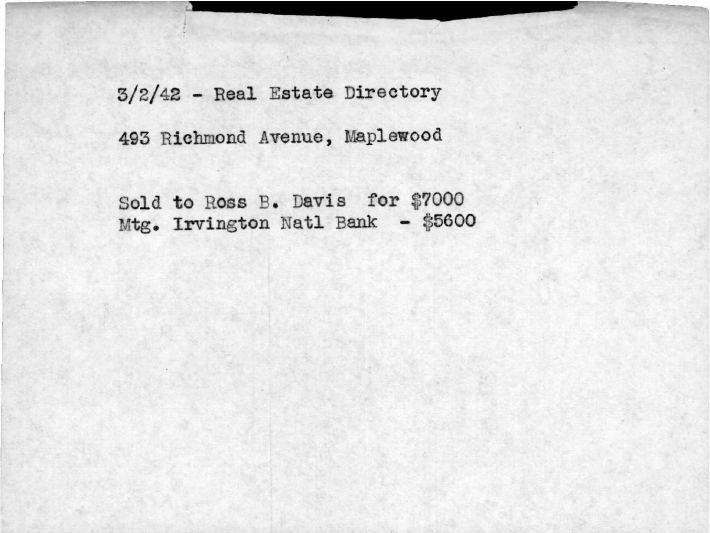 3/2/42 - Real Estate Directory
493 Richmond Avenue, Maplewood
Sold to Ross B. Davis for $7000
Mtg. Irvington Natl Bank - $5600